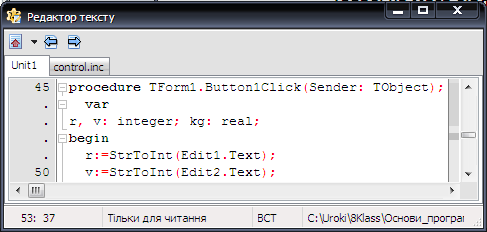 Редактор тексту
Unit1 control.inc
45 procedure TForm1.Button1Click(Sender: TObject);
. var
. r, v: integer; kg: real;
. begin
. r:=StrToInt(Edit1.Text);
50 v:=StrToInt(Edit2.Text);
53: 37 Тільки для читання ВСТ C:\Uroki\8Klass\Основи_програ